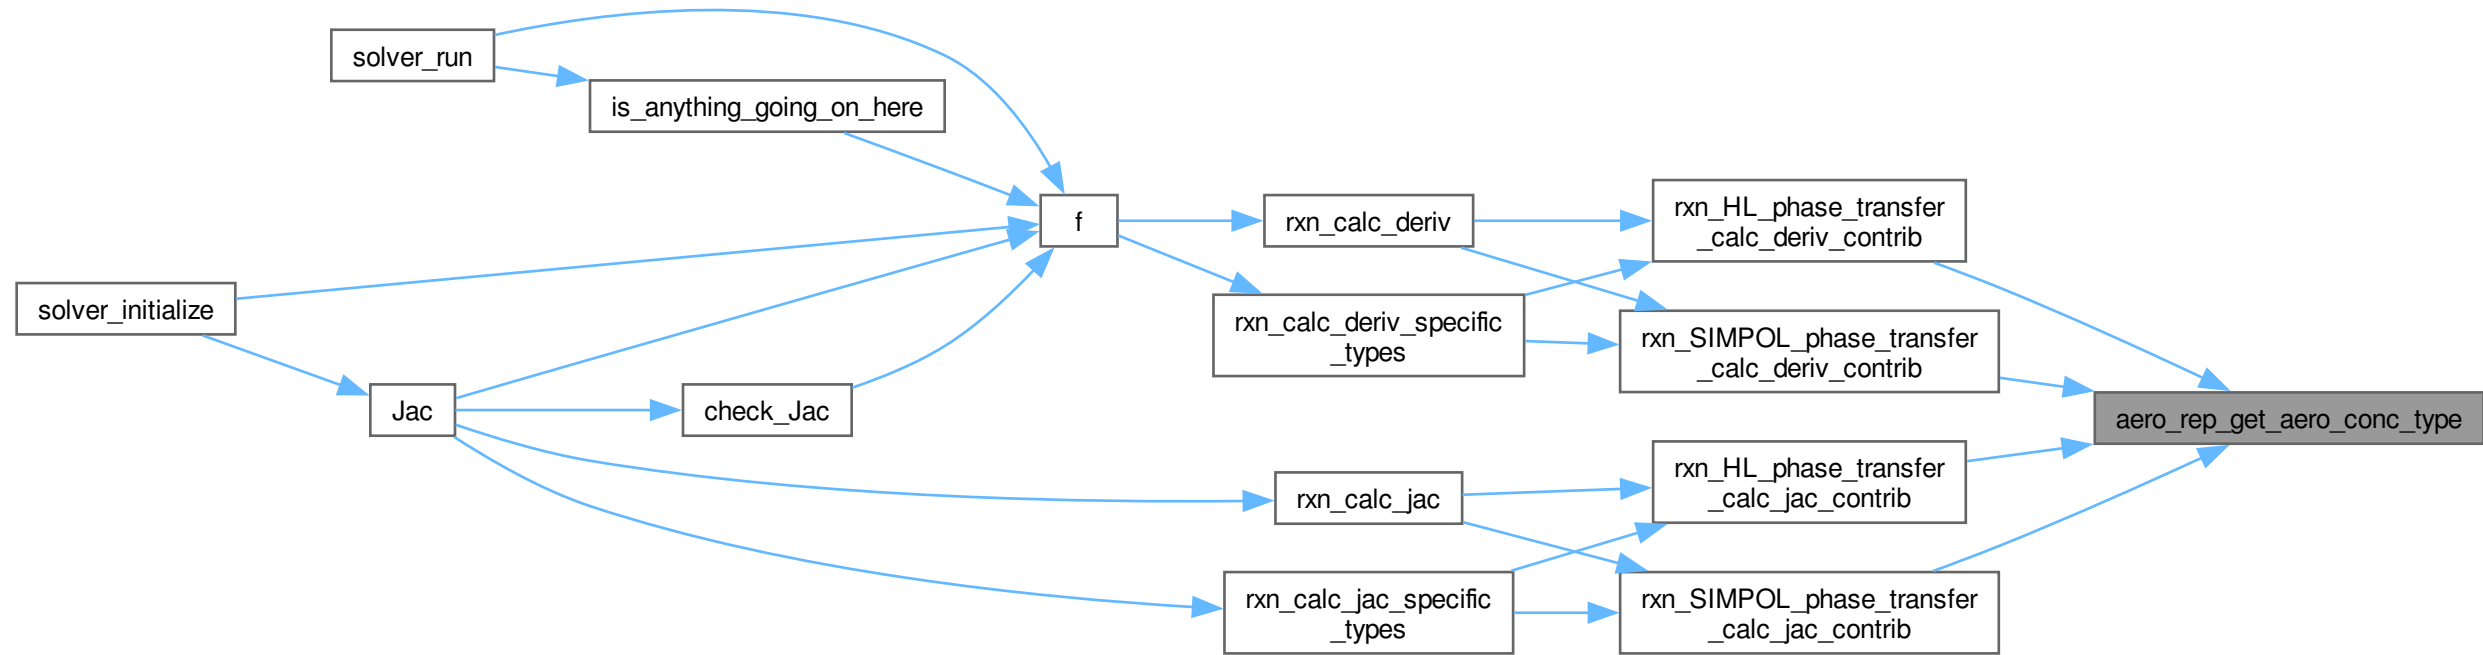 solver_run
is_anything_going_on_here
f
rxn_calc_deriv
rxn_HL_phase_transfer
_calc_deriv_contrib
solver_initialize
rxn_calc_deriv_specific
_types
rxn_SIMPOL_phase_transfer
_calc_deriv_contrib
Jac
check_Jac
aero_rep_get_aero_conc_type
rxn_calc_jac
rxn_HL_phase_transfer
_calc_jac_contrib
rxn_calc_jac_specific
_types
rxn_SIMPOL_phase_transfer
_calc_jac_contrib